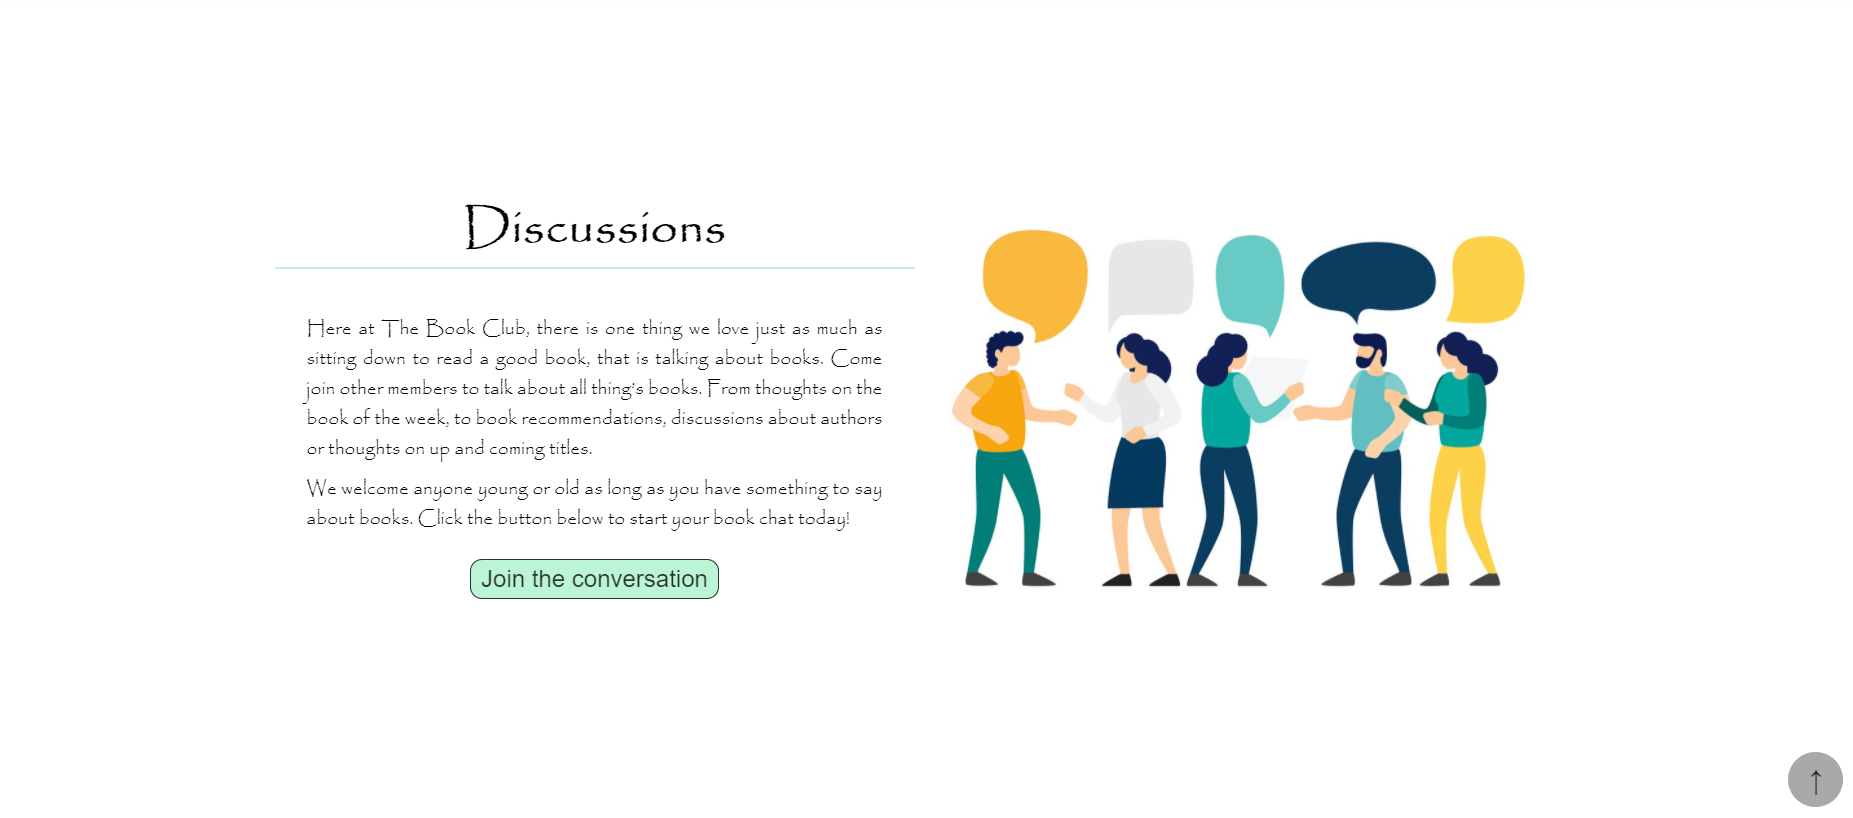 Discussions
Here at The Book Club, there is one thing we love just as much as
sitting down to read a good book, that is talking about books. Come
join other members to talk about all thing's books. From thoughts on the
book of the week, to book recommendations, discussions about authors
or thoughts on up and coming titles.
We welcome anyone young or old as long as you have something to say
about books. Click the button below to start your book chat today!
Join the conversation
↑